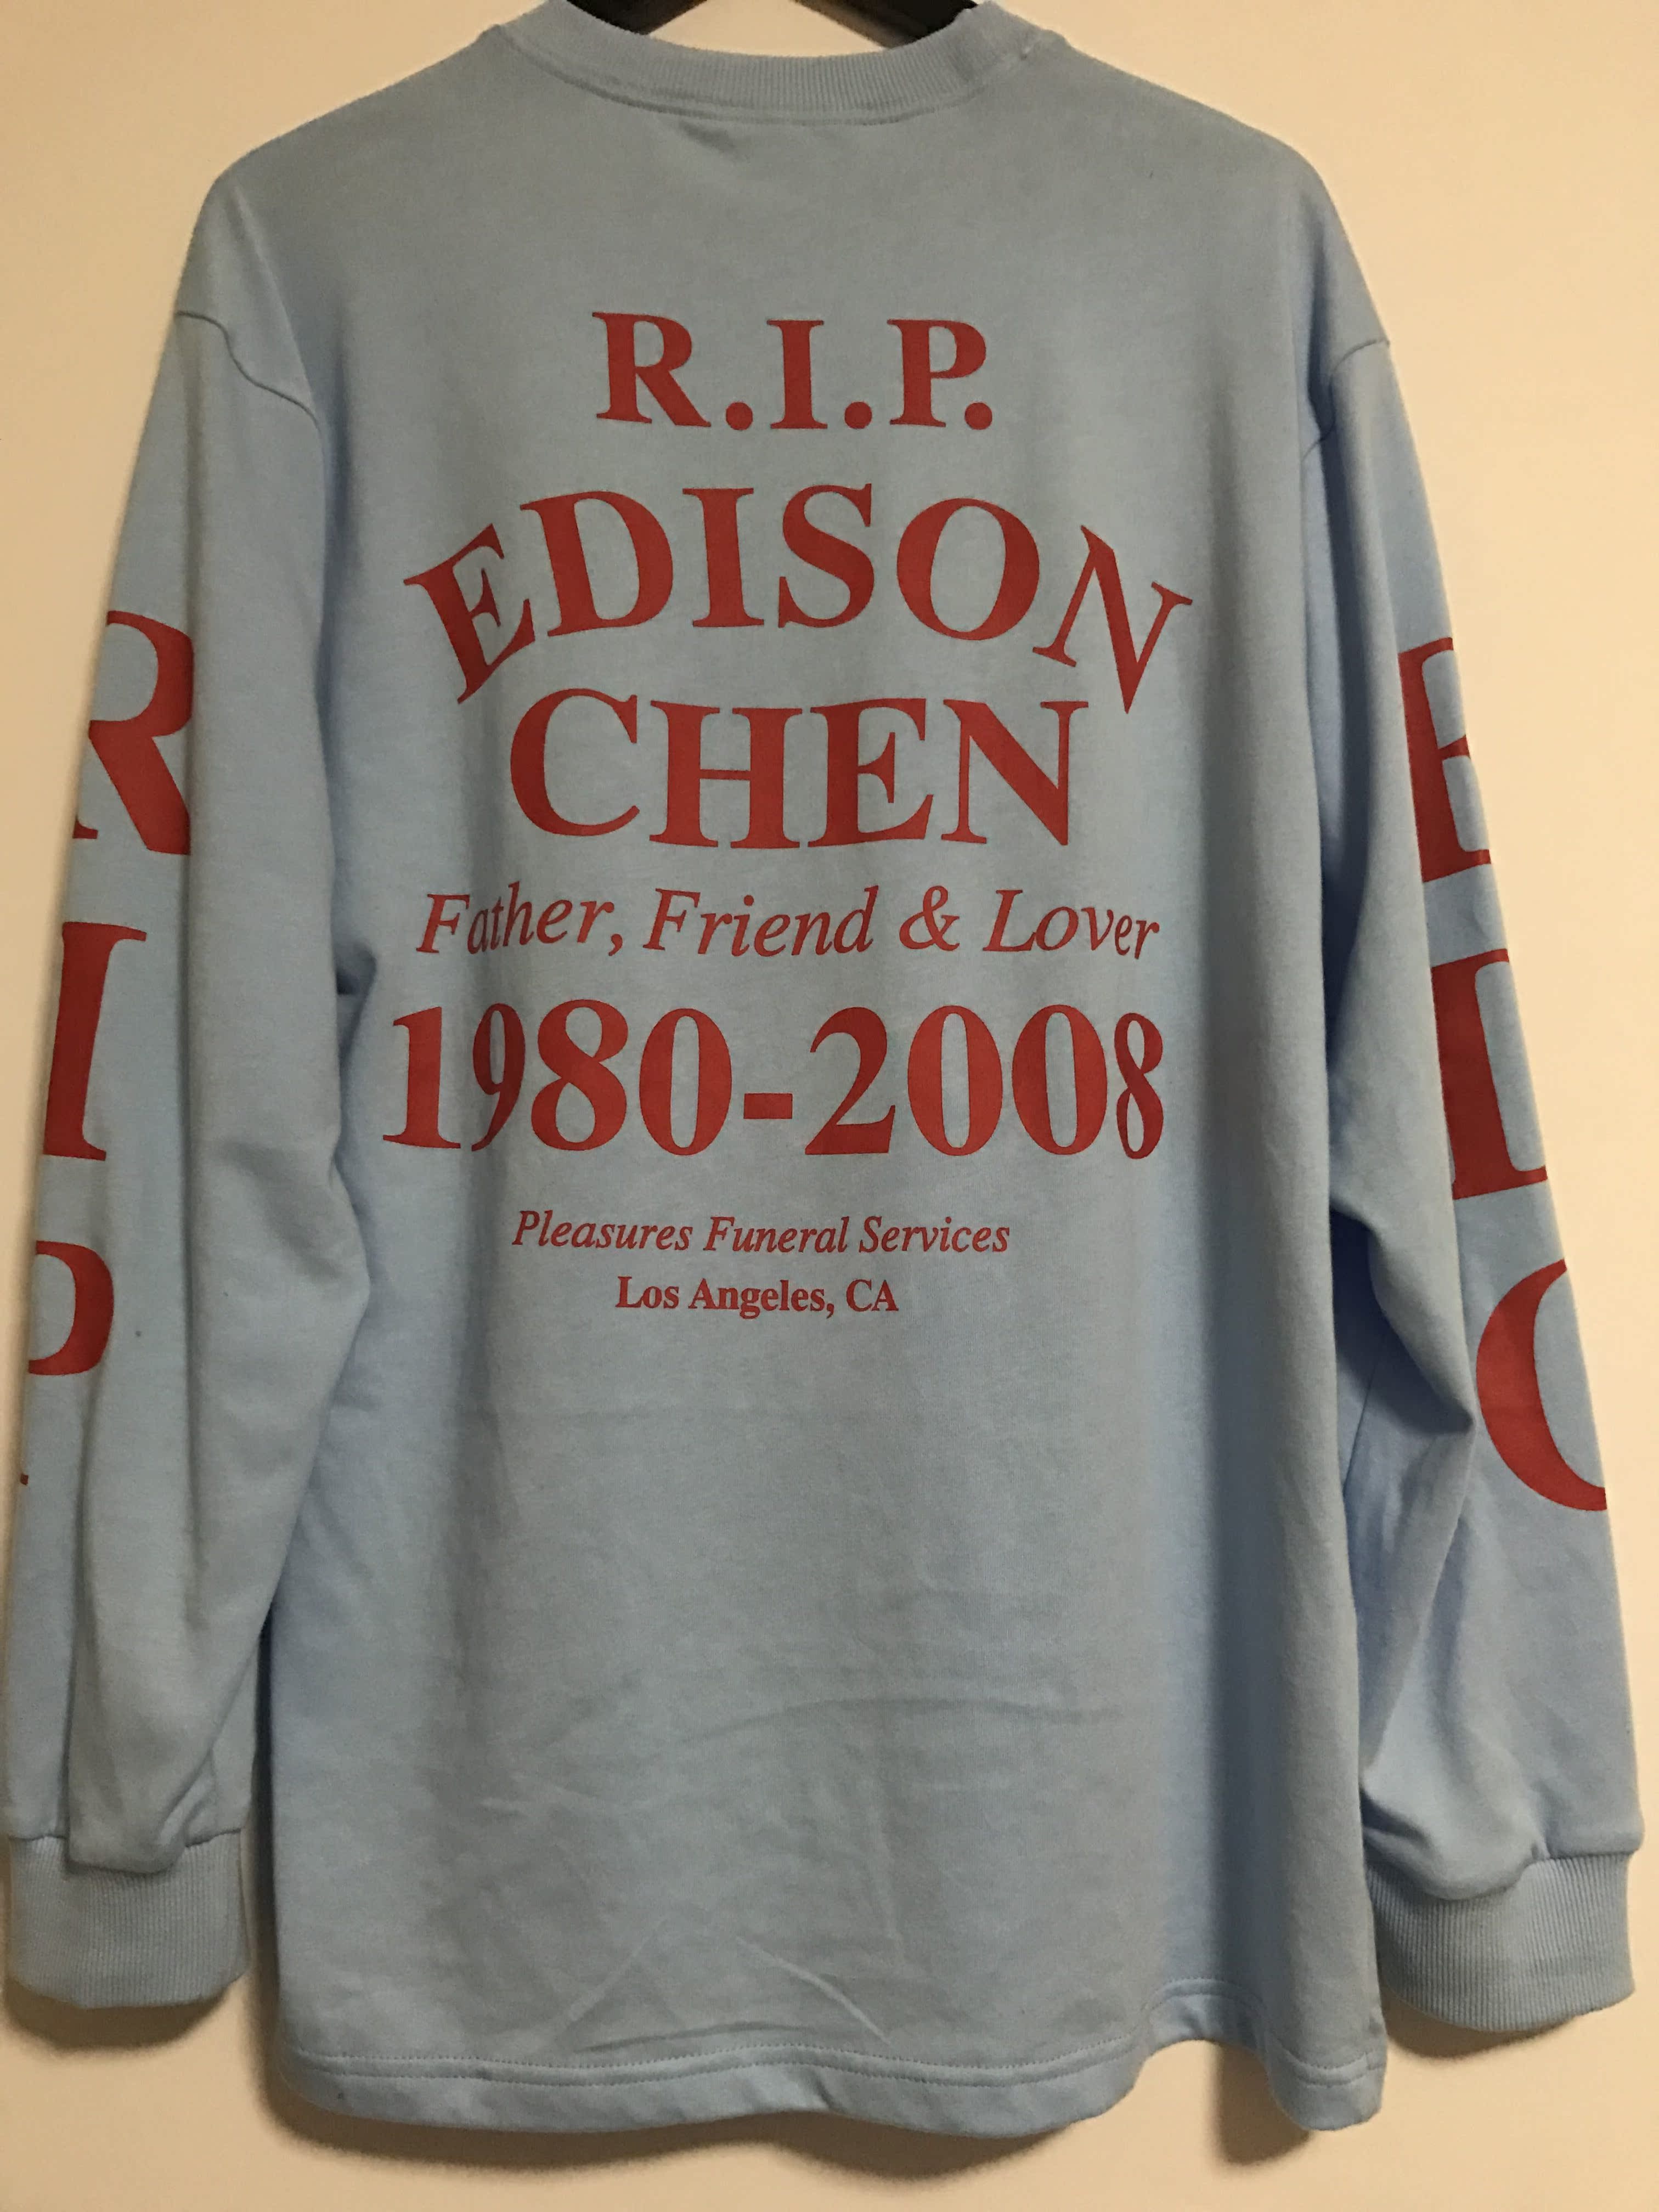 R.I.P.
EDISON
CHEN
Father, Friend & Lover
1980-2008
Pleasures Funeral Services
Los Angeles, CA
R
I
P
E
D